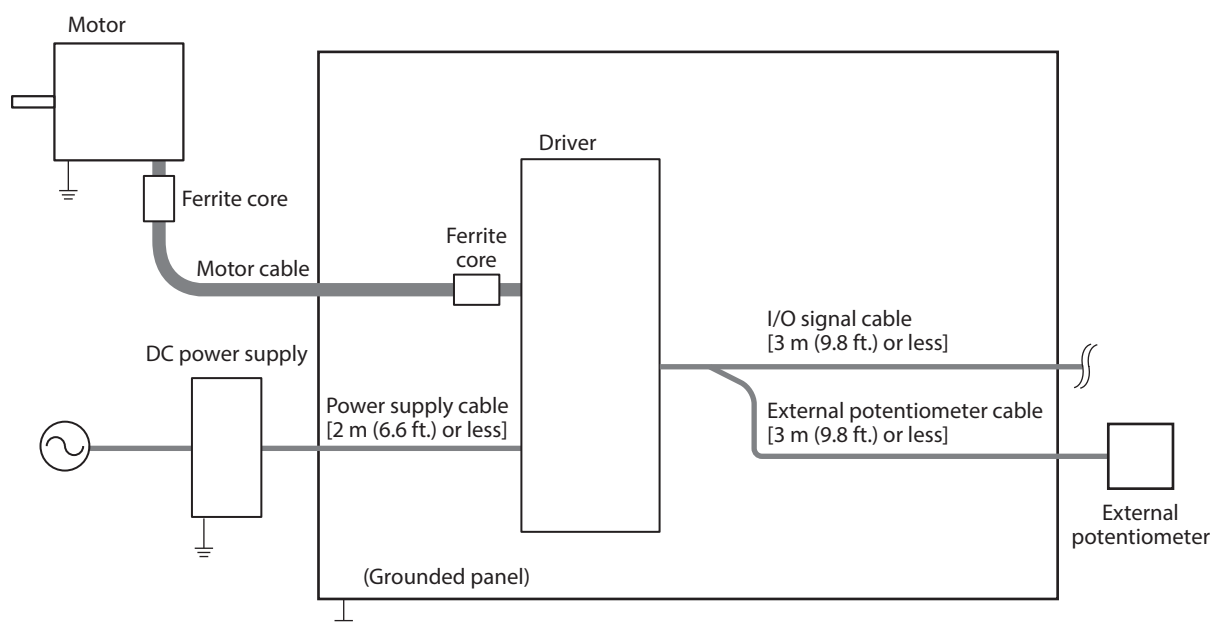 Motor
Driver
Ferrite core
Ferrite
core
Motor cable
I/O signal cable
[3 m (9.8 ft.) or less]
DC power supply
Power supply cable
[2 m (6.6 ft.) or less]
External potentiometer cable
[3 m (9.8 ft.) or less]
External
potentiometer
(Grounded panel)